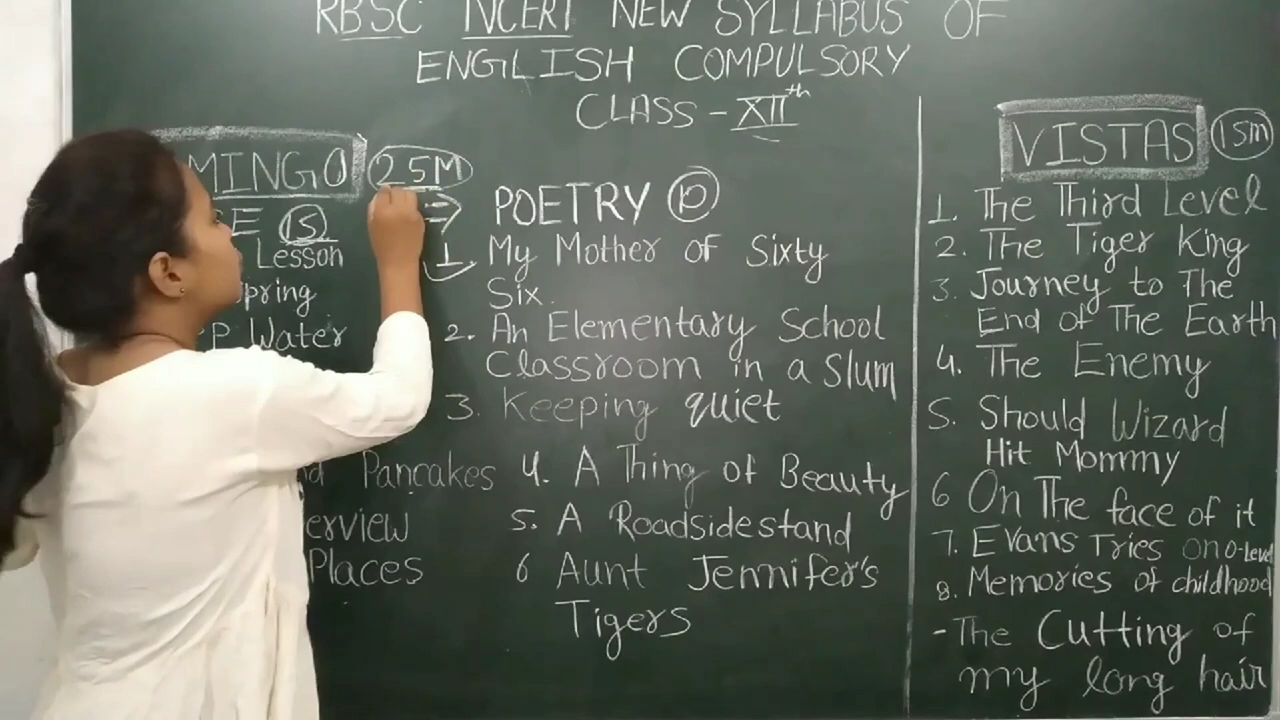 RBSC NCERT NEW SYLLABUS OF
ENGLISH COMPULSORY
CLASS - XIIth
MINGO 25M
E 15
Lesson
pring
P Water
nd Pancakes
erview
Places
⇒ POETRY 10
1. My Mother of Sixty
Six.
2. An Elementary School
Classroom in a Slum
3. Keeping quiet
4. A Thing of Beauty
5. A Roadsidestand
6 Aunt Jennifer's
Tigers
VISTAS 15m
1. The Third Level
2. The Tiger King
3. Journey to The
End of The Earth
4. The Enemy
5. Should Wizard
Hit Mommy
6 On The face of it
7. Evans Tries on O-level
8. Memories of childhood
- The Cutting of
my long hair